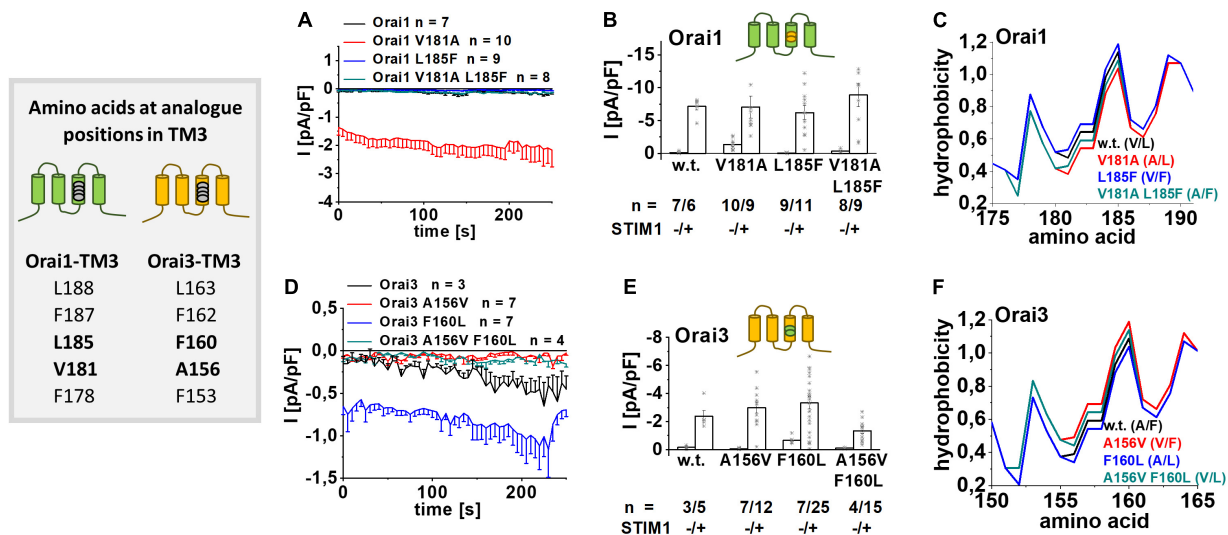 Amino acids at analogue
positions in TM3
Orai1-TM3 Orai3-TM3
L188 L163
F187 F162
L185 F160
V181 A156
F178 F153
A
Orai1 n = 7
Orai1 V181A n = 10
Orai1 L185F n = 9
Orai1 V181A L185F n = 8
I [pA/pF]
1
0
-1
-2
-3
-4
0 100 200
time [s]
B
Orai1
I [pA/pF]
-15
-10
-5
0
w.t. V181A L185F V181A
L185F
n = 7/6 10/9 9/11 8/9
STIM1 -/+ -/+ -/+ -/+
C
Orai1
hydrophobicity
1,2
1,0
0,8
0,6
0,4
0,2
w.t. (V/L)
V181A (A/L)
L185F (V/F)
V181A L185F (A/F)
175 180 185 190
amino acid
D
Orai3 n = 3
Orai3 A156V n = 7
Orai3 F160L n = 7
Orai3 A156V F160L n = 4
I [pA/pF]
0,5
0,0
-0,5
-1,0
-1,5
0 100 200
time [s]
E
Orai3
I [pA/pF]
-8
-6
-4
-2
0
w.t. A156V F160L A156V
F160L
n = 3/5 7/12 7/25 4/15
STIM1 -/+ -/+ -/+ -/+
F
Orai3
hydrophobicity
1,2
1,0
0,8
0,6
0,4
0,2
w.t. (A/F)
A156V (V/F)
F160L (A/L)
A156V F160L (V/L)
150 155 160 165
amino acid